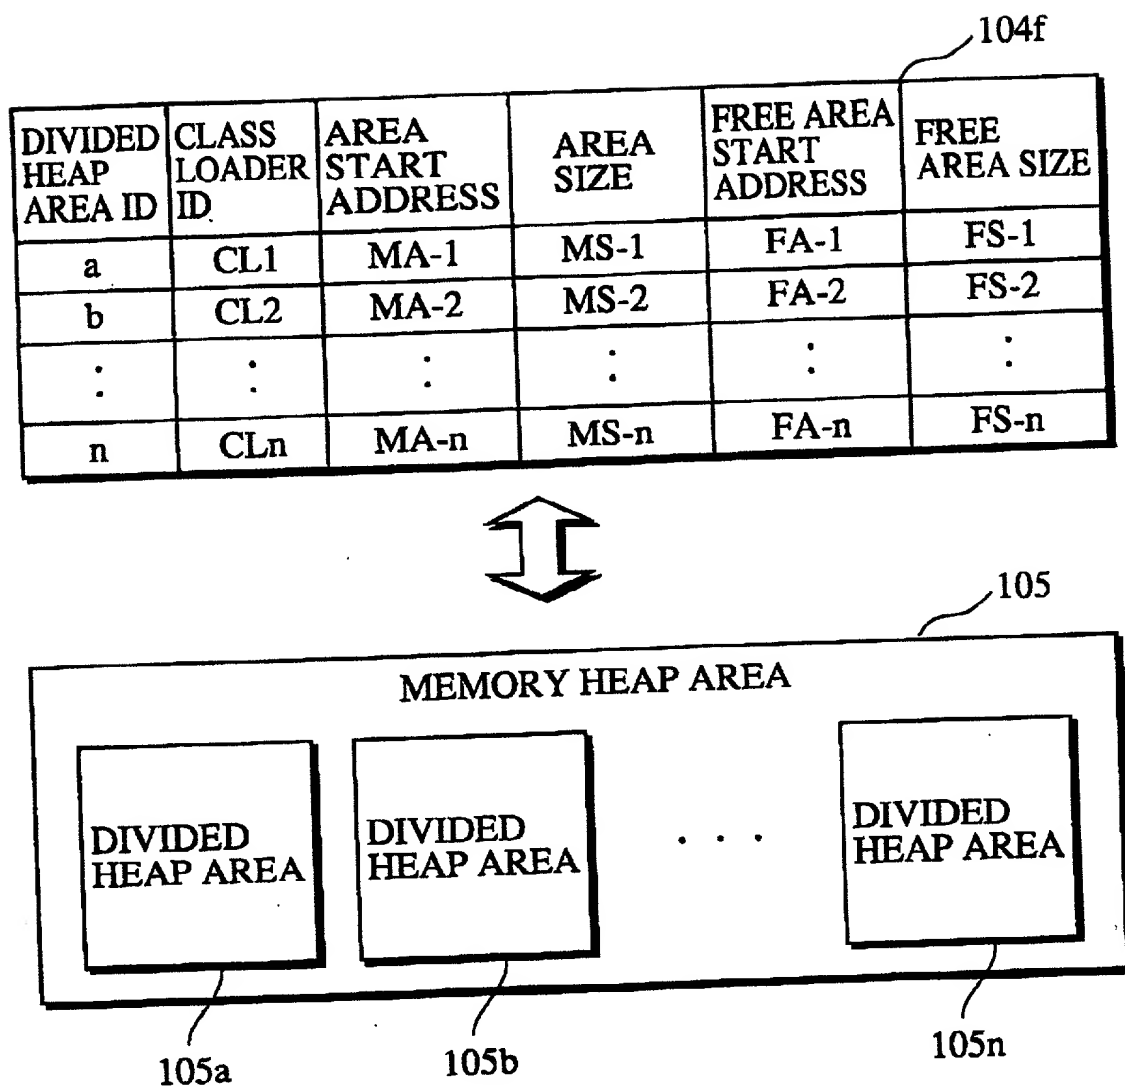 104f
DIVIDED HEAP AREA ID
CLASS LOADER ID
AREA START ADDRESS
AREA SIZE
FREE AREA START ADDRESS
FREE AREA SIZE
a CL1 MA-1 MS-1 FA-1 FS-1
b CL2 MA-2 MS-2 FA-2 FS-2
: : : : : :
n CLn MA-n MS-n FA-n FS-n
105
MEMORY HEAP AREA
DIVIDED
HEAP AREA
DIVIDED
HEAP AREA
. . .
DIVIDED
HEAP AREA
105a
105b
105n